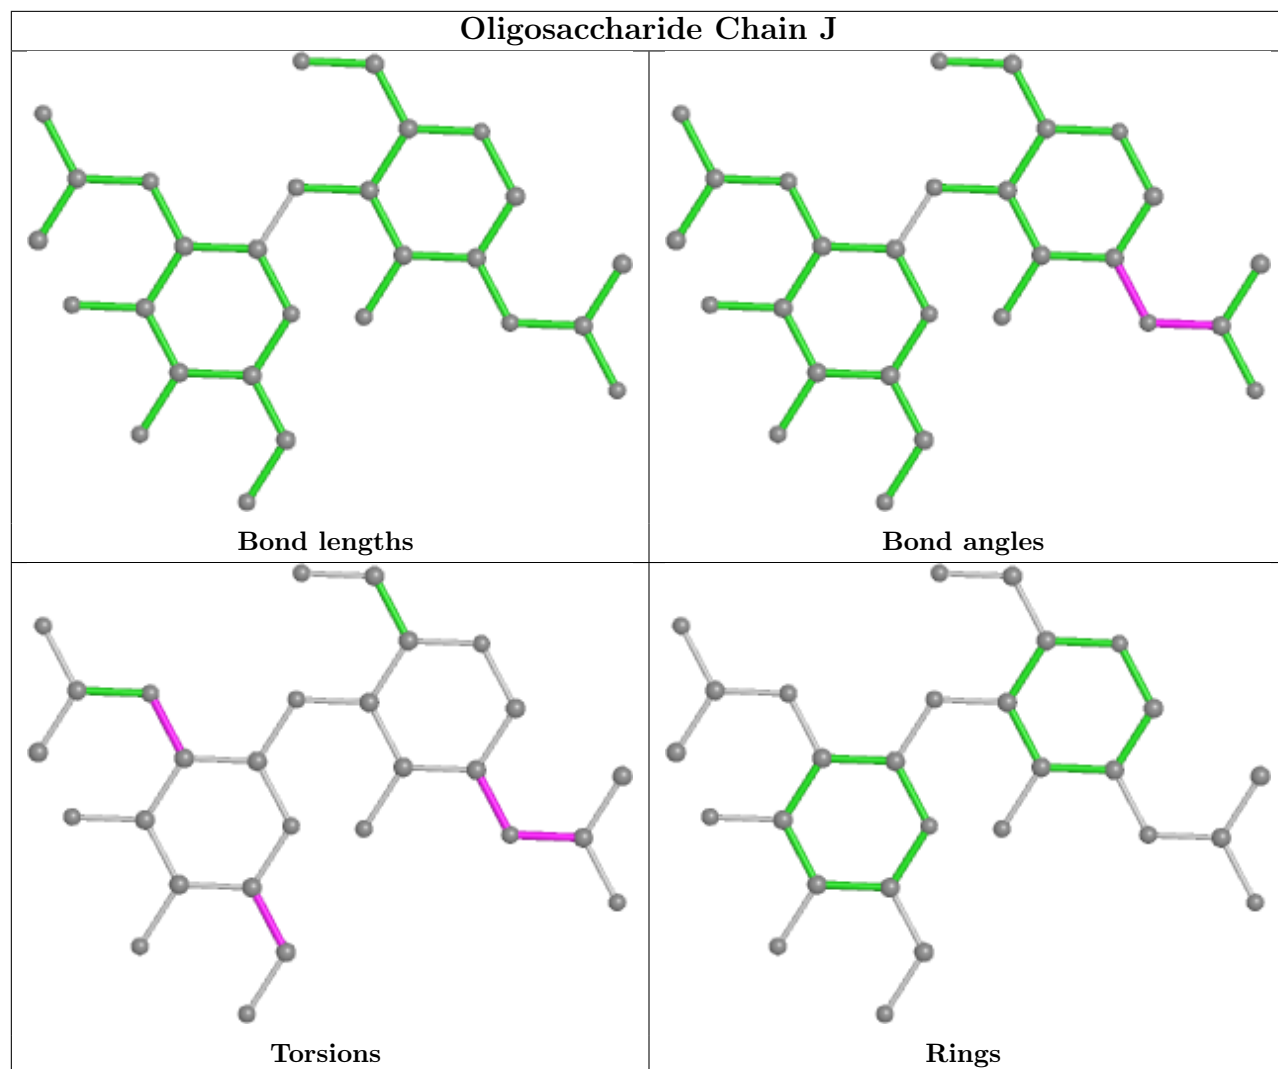 Oligosaccharide Chain J
Bond lengths
Bond angles
Torsions
Rings